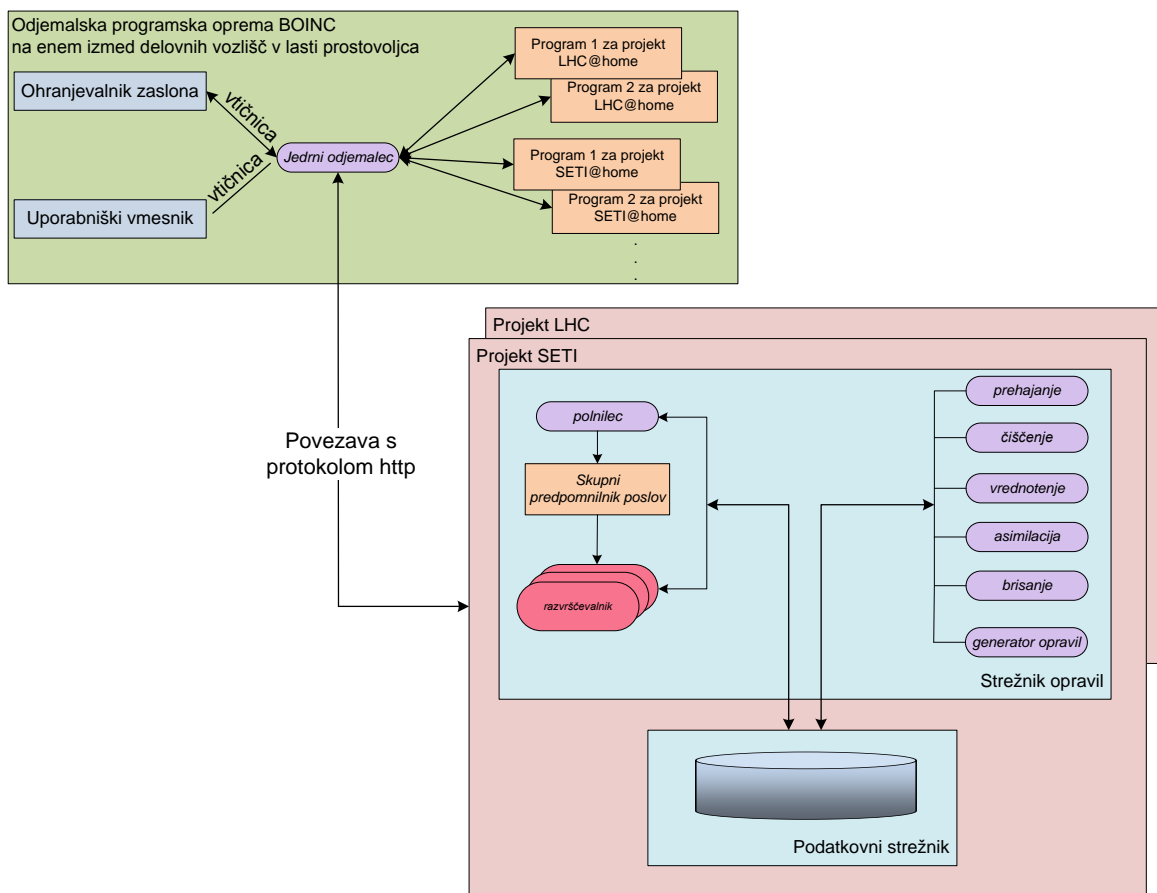 Odjemalska programska oprema BOINC
na enem izmed delovnih vozlišč v lasti prostovoljca
Ohranjevalnik zaslona
vtičnica
Jedrni odjemalec
vtičnica
Uporabniški vmesnik
Program 1 za projekt
LHC@home
Program 2 za projekt
LHC@home
Program 1 za projekt
SETI@home
Program 2 za projekt
SETI@home
.
.
.
Povezava s
protokolom http
Projekt LHC
Projekt SETI
polnilec
Skupni
predpomnilnik poslov
razvrščevalnik
prehajanje
čiščenje
vrednotenje
asimilacija
brisanje
generator opravil
Strežnik opravil
Podatkovni strežnik